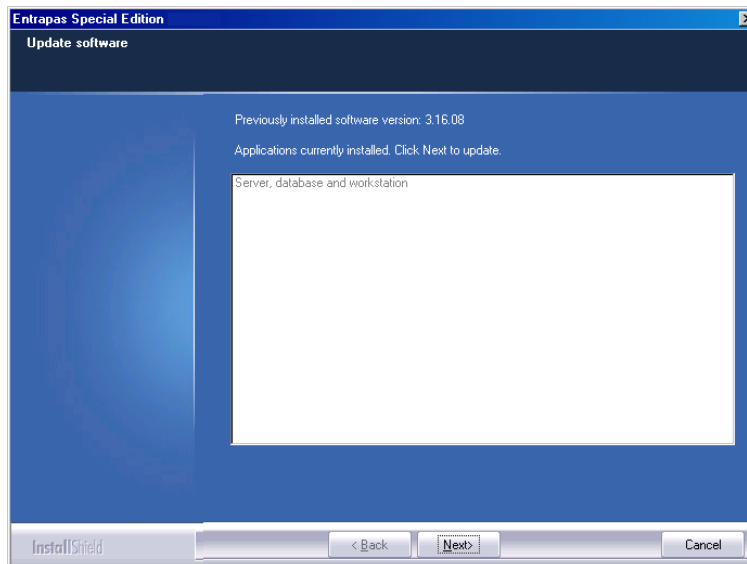 Entrapas Special Edition
Update software
Previously installed software version: 3.16.08
Applications currently installed. Click Next to update.
Server, database and workstation
InstallShield
< Back
Next>
Cancel